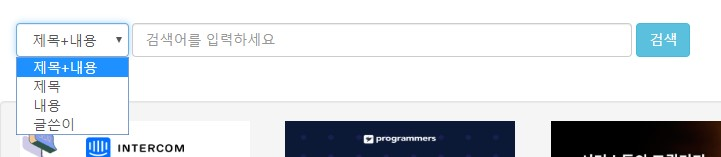 제목+내용
검색어를 입력하세요
검색
제목+내용
제목
내용
글쓴이
INTERCOM
programmers